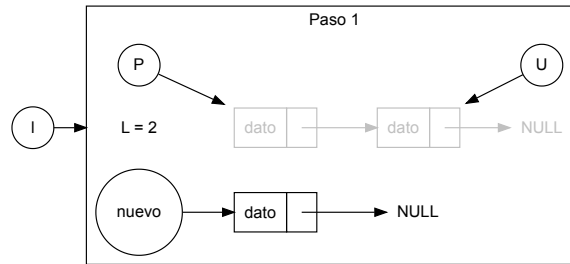 Paso 1
P
U
I
L = 2
dato
dato
NULL
nuevo
dato
NULL